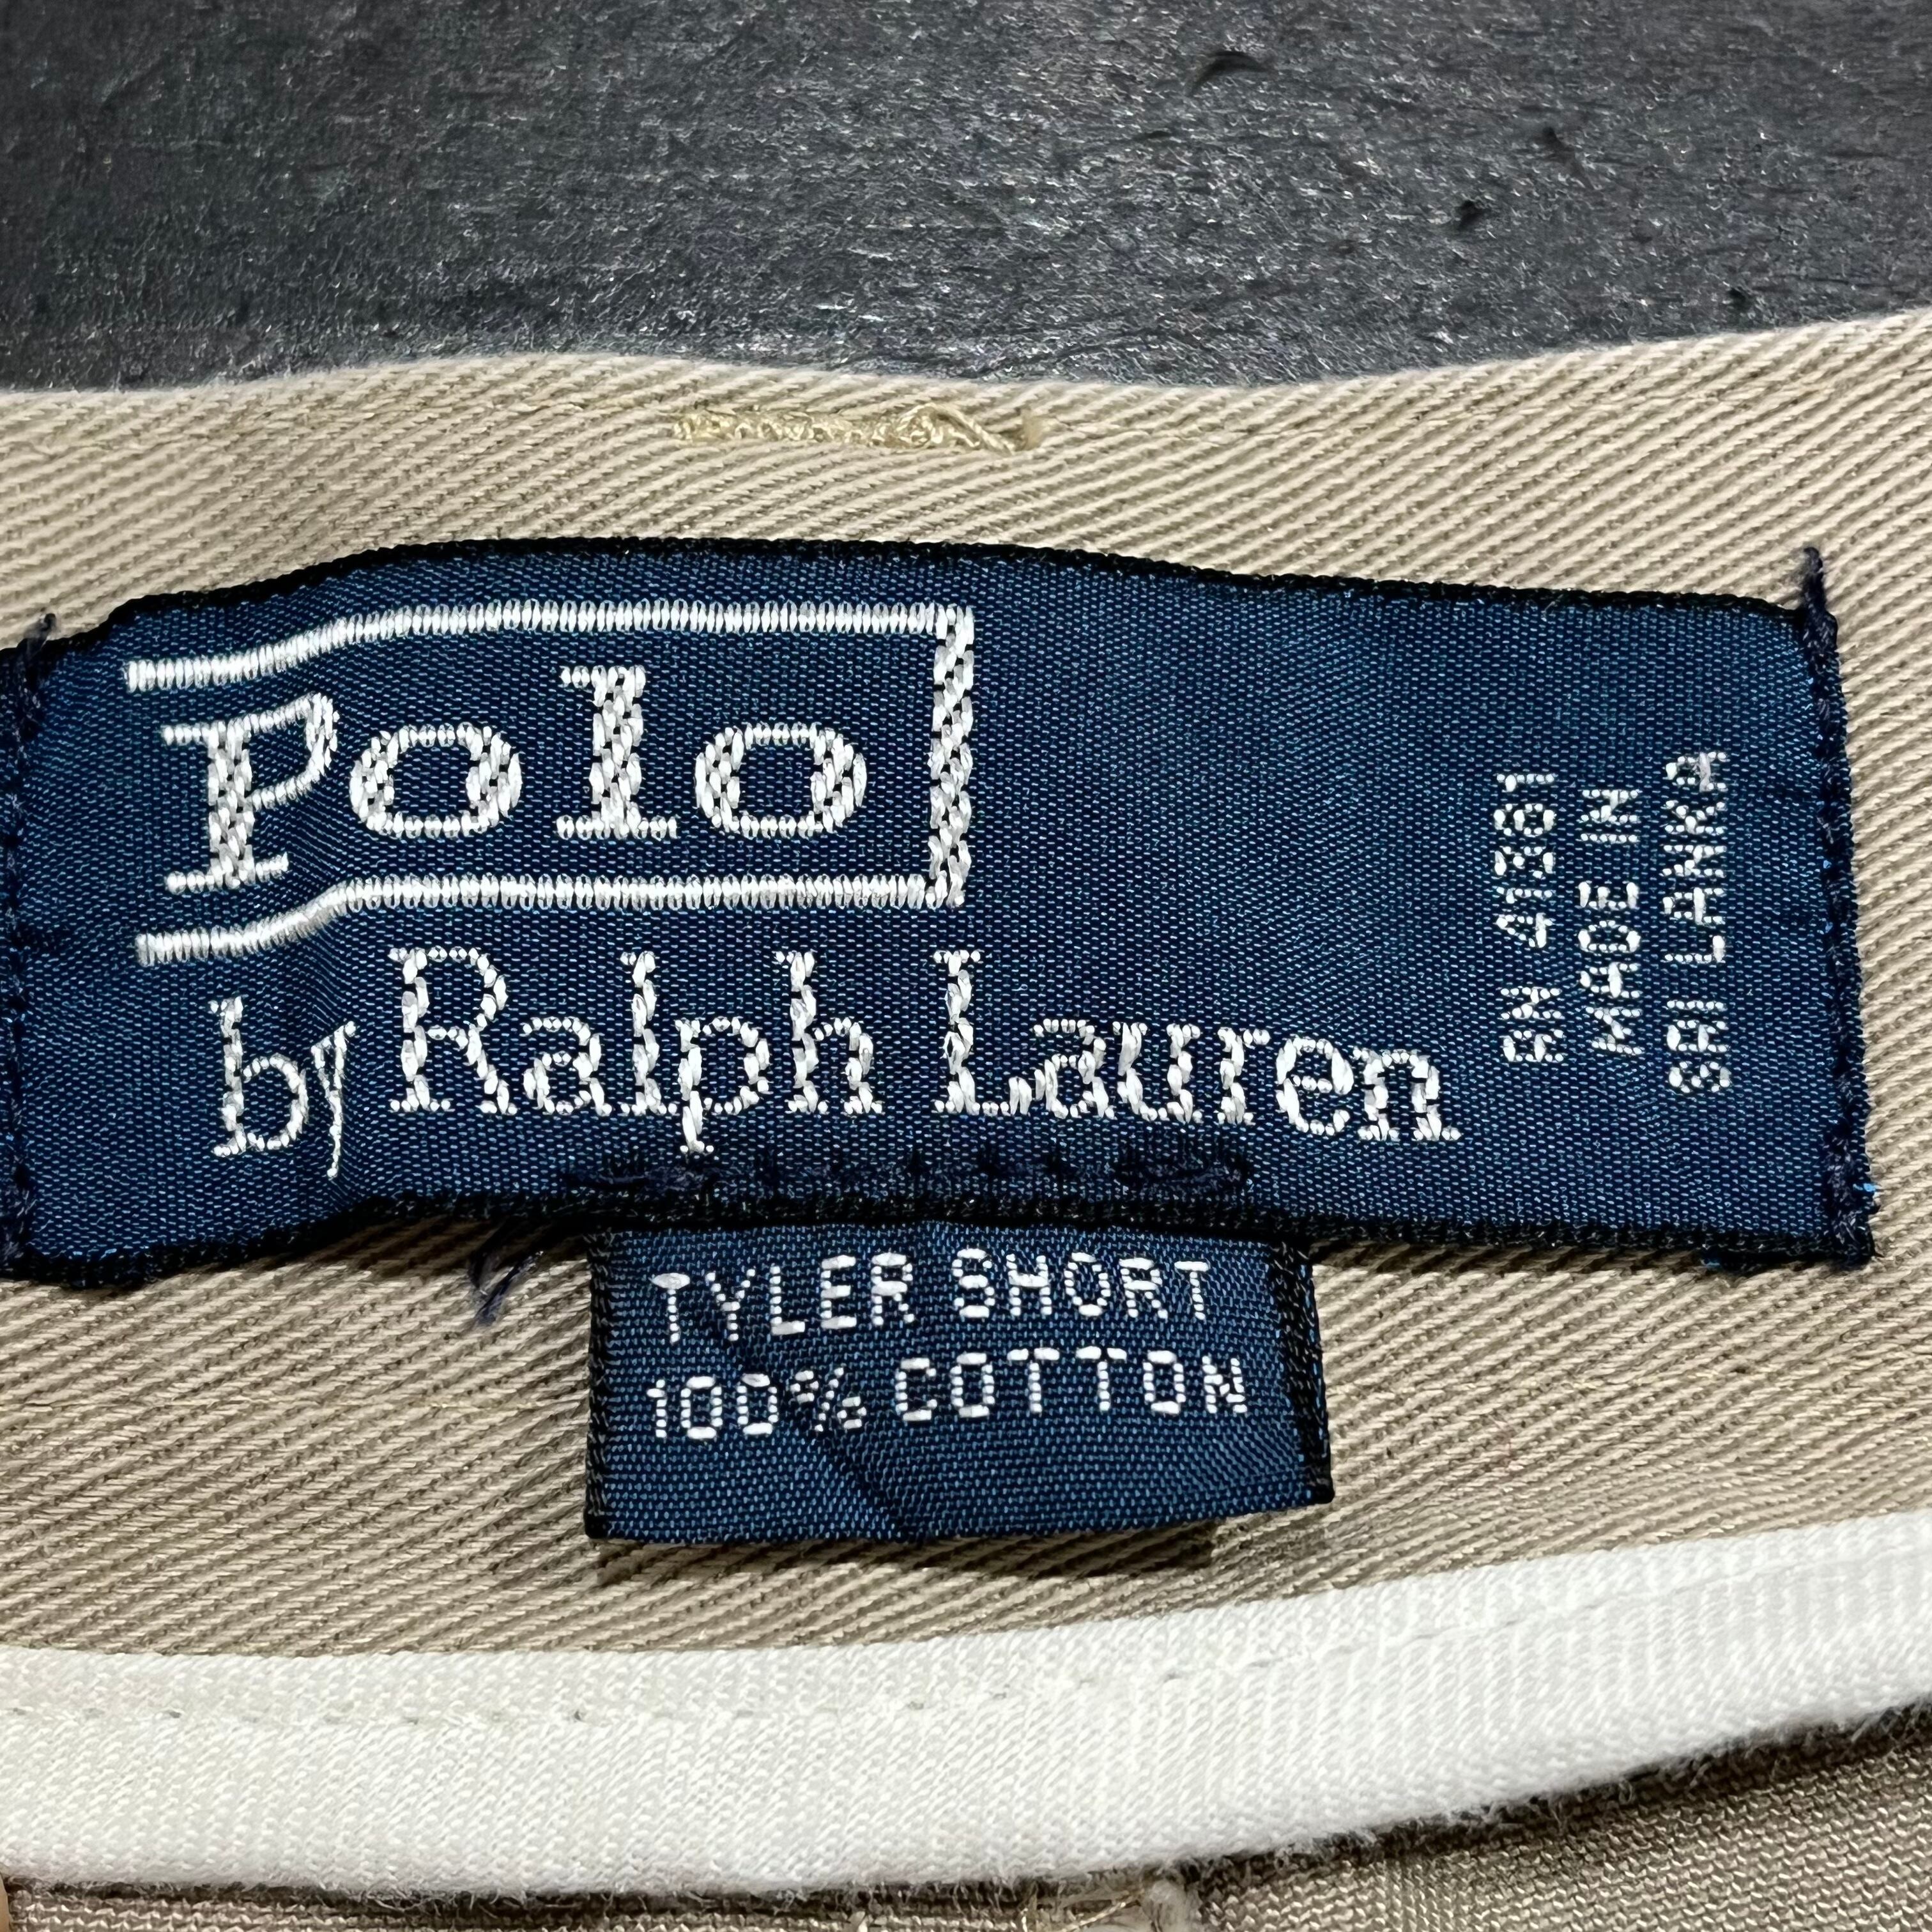 Polo
by Ralph Lauren
RN 41381
MADE IN
SRI LANKA
TYLER SHORT
100% COTTON